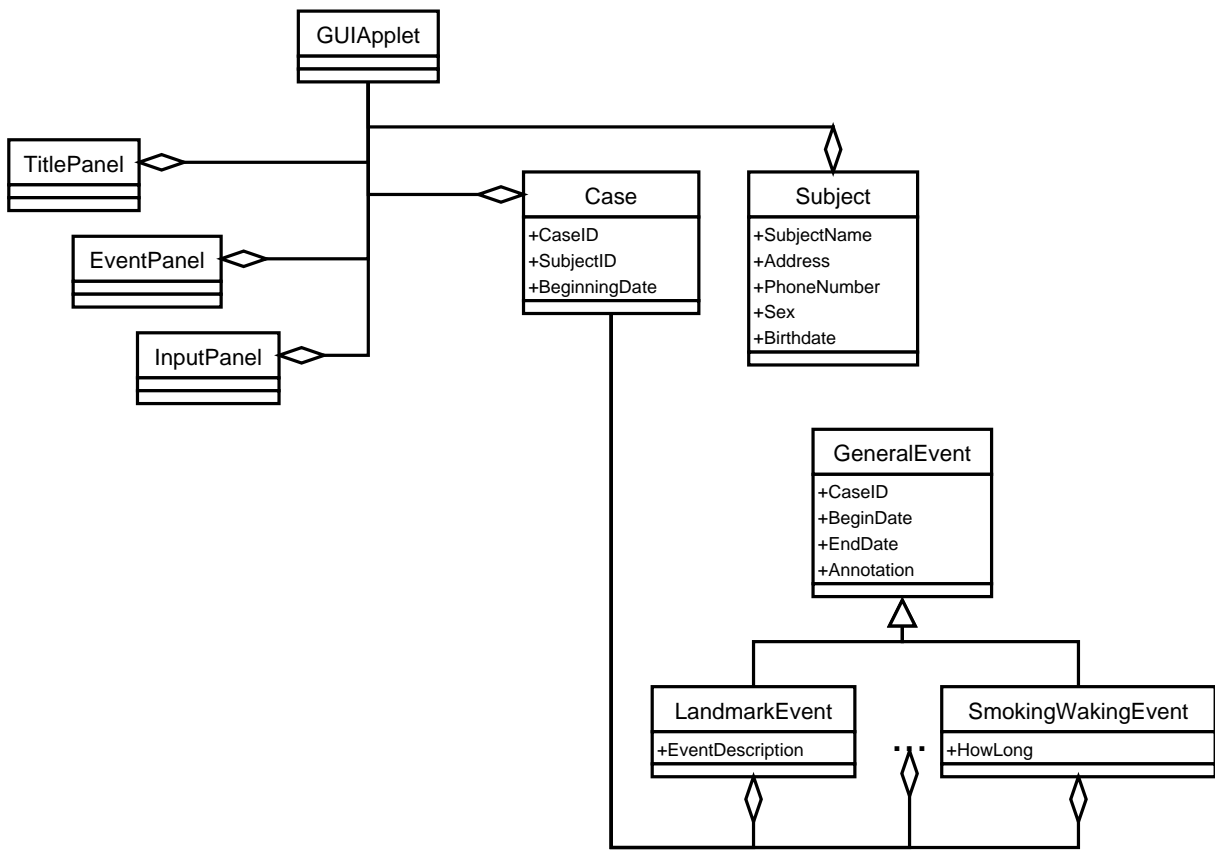 GUIApplet
TitlePanel
EventPanel
InputPanel
Case
+CaseID
+SubjectID
+BeginningDate
Subject
+SubjectName
+Address
+PhoneNumber
+Sex
+Birthdate
GeneralEvent
+CaseID
+BeginDate
+EndDate
+Annotation
LandmarkEvent
+EventDescription
...
SmokingWakingEvent
+HowLong